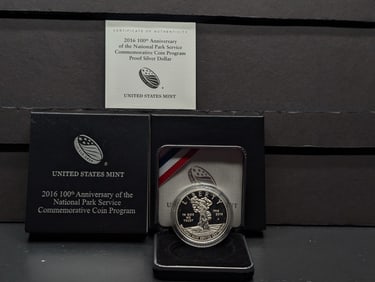 CERTIFICATE OF AUTHENTICITY
2016 100th Anniversary
of the National Park Service
Commemorative Coin Program
Proof Silver Dollar
UNITED STATES MINT
UNITED STATES MINT
2016 100th Anniversary of the
National Park Service
Commemorative Coin Program
LIBERTY
IN GOD
WE
TRUST
1916
2016